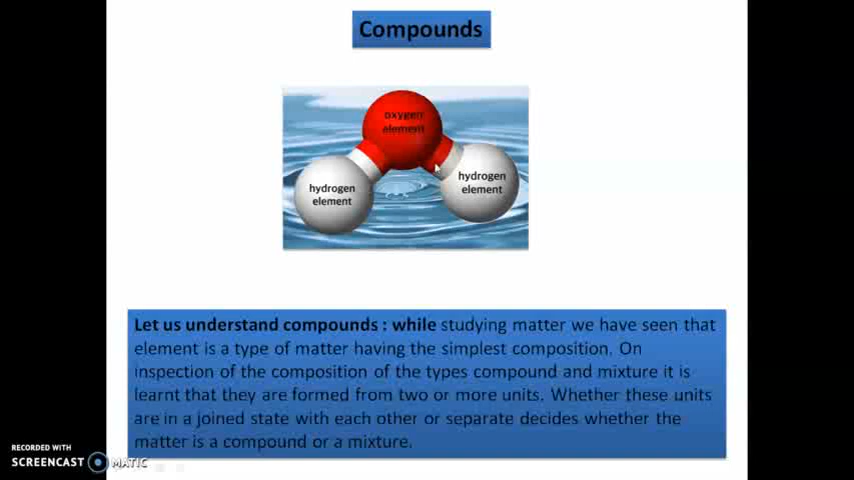 Compounds
oxygen
element
hydrogen
element
hydrogen
element
Let us understand compounds : while studying matter we have seen that
element is a type of matter having the simplest composition. On
inspection of the composition of the types compound and mixture it is
learnt that they are formed from two or more units. Whether these units
are in a joined state with each other or separate decides whether the
matter is a compound or a mixture.
RECORDED WITH
SCREENCAST MATIC